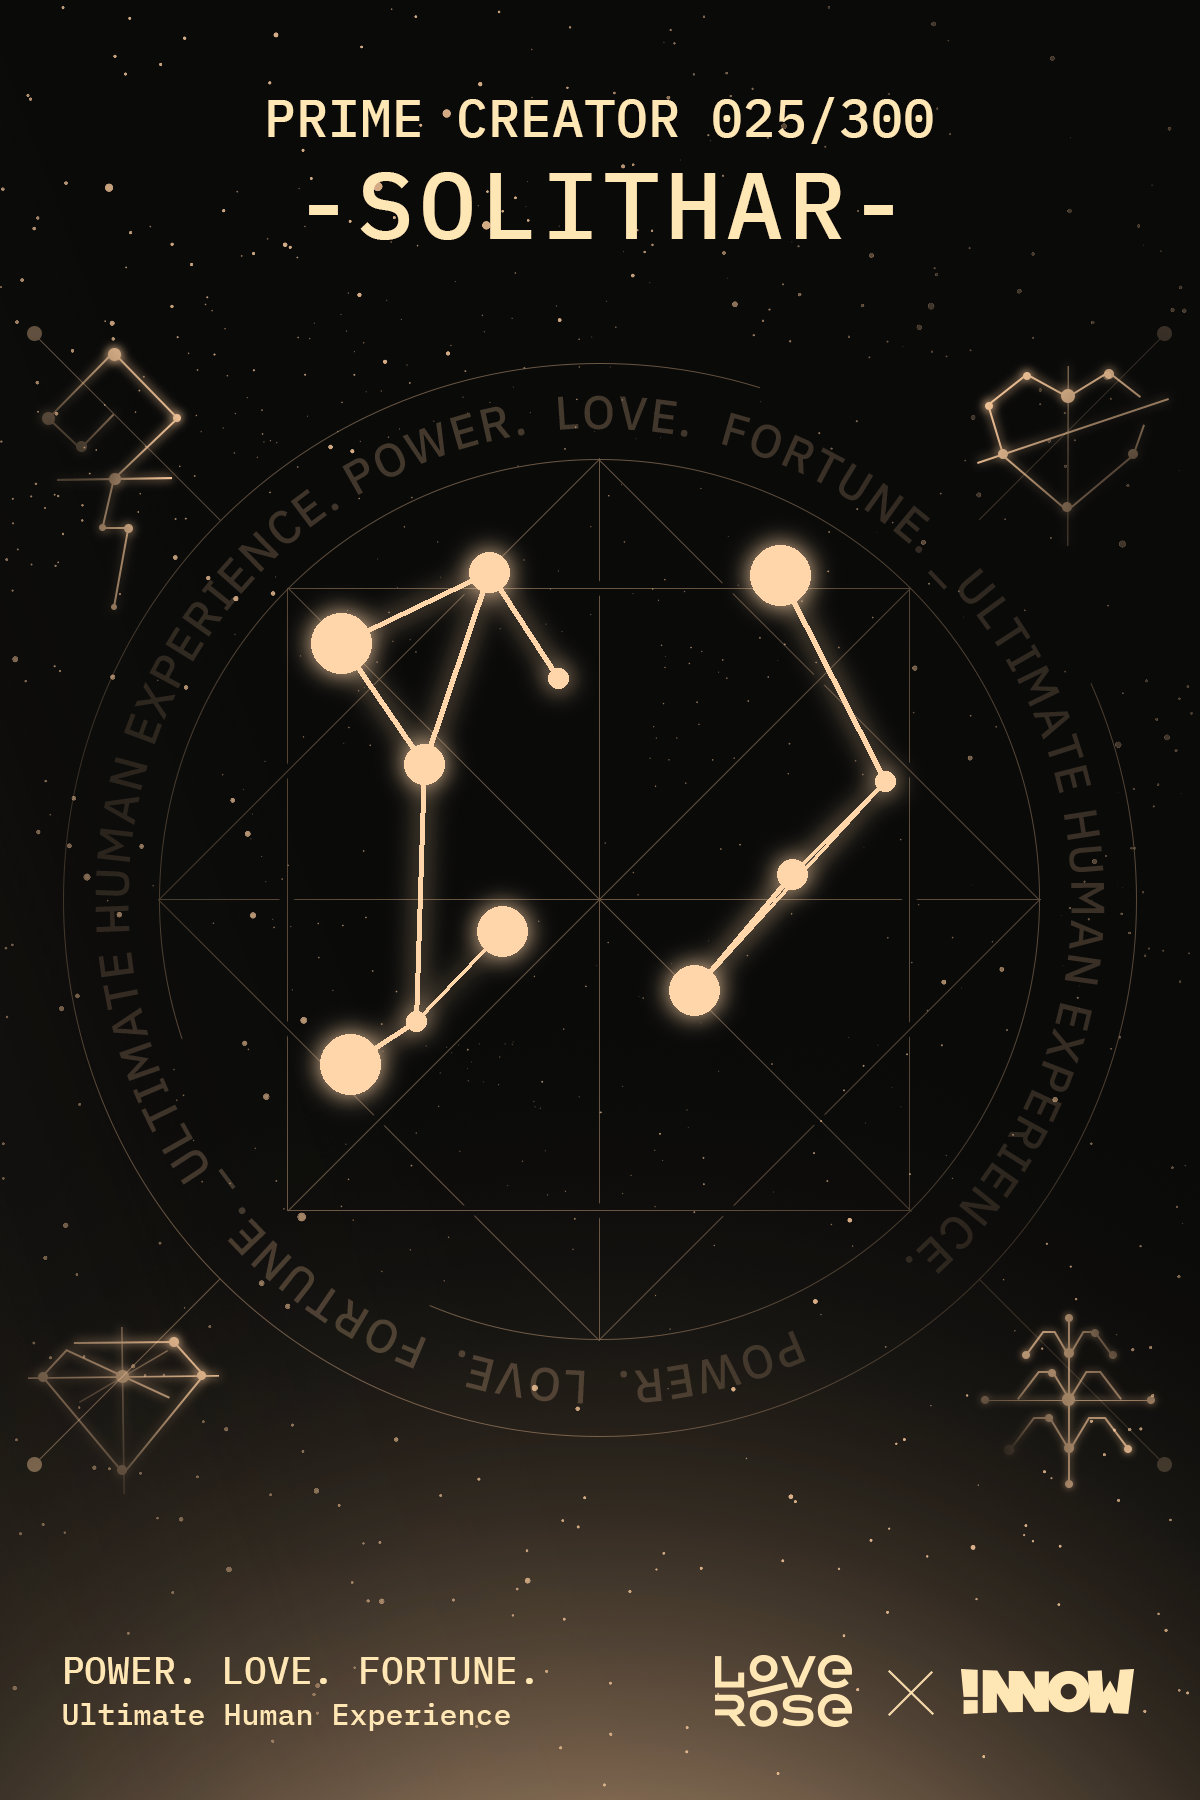 PRIME CREATOR 025/300
-SOLITHAR-
ULTIMATE HUMAN EXPERIENCE. POWER. LOVE. FORTUNE. – ULTIMATE HUMAN EXPERIENCE.
POWER. LOVE. FORTUNE. –
POWER. LOVE. FORTUNE.
Ultimate Human Experience
LOVE
ROSE
!NNOW